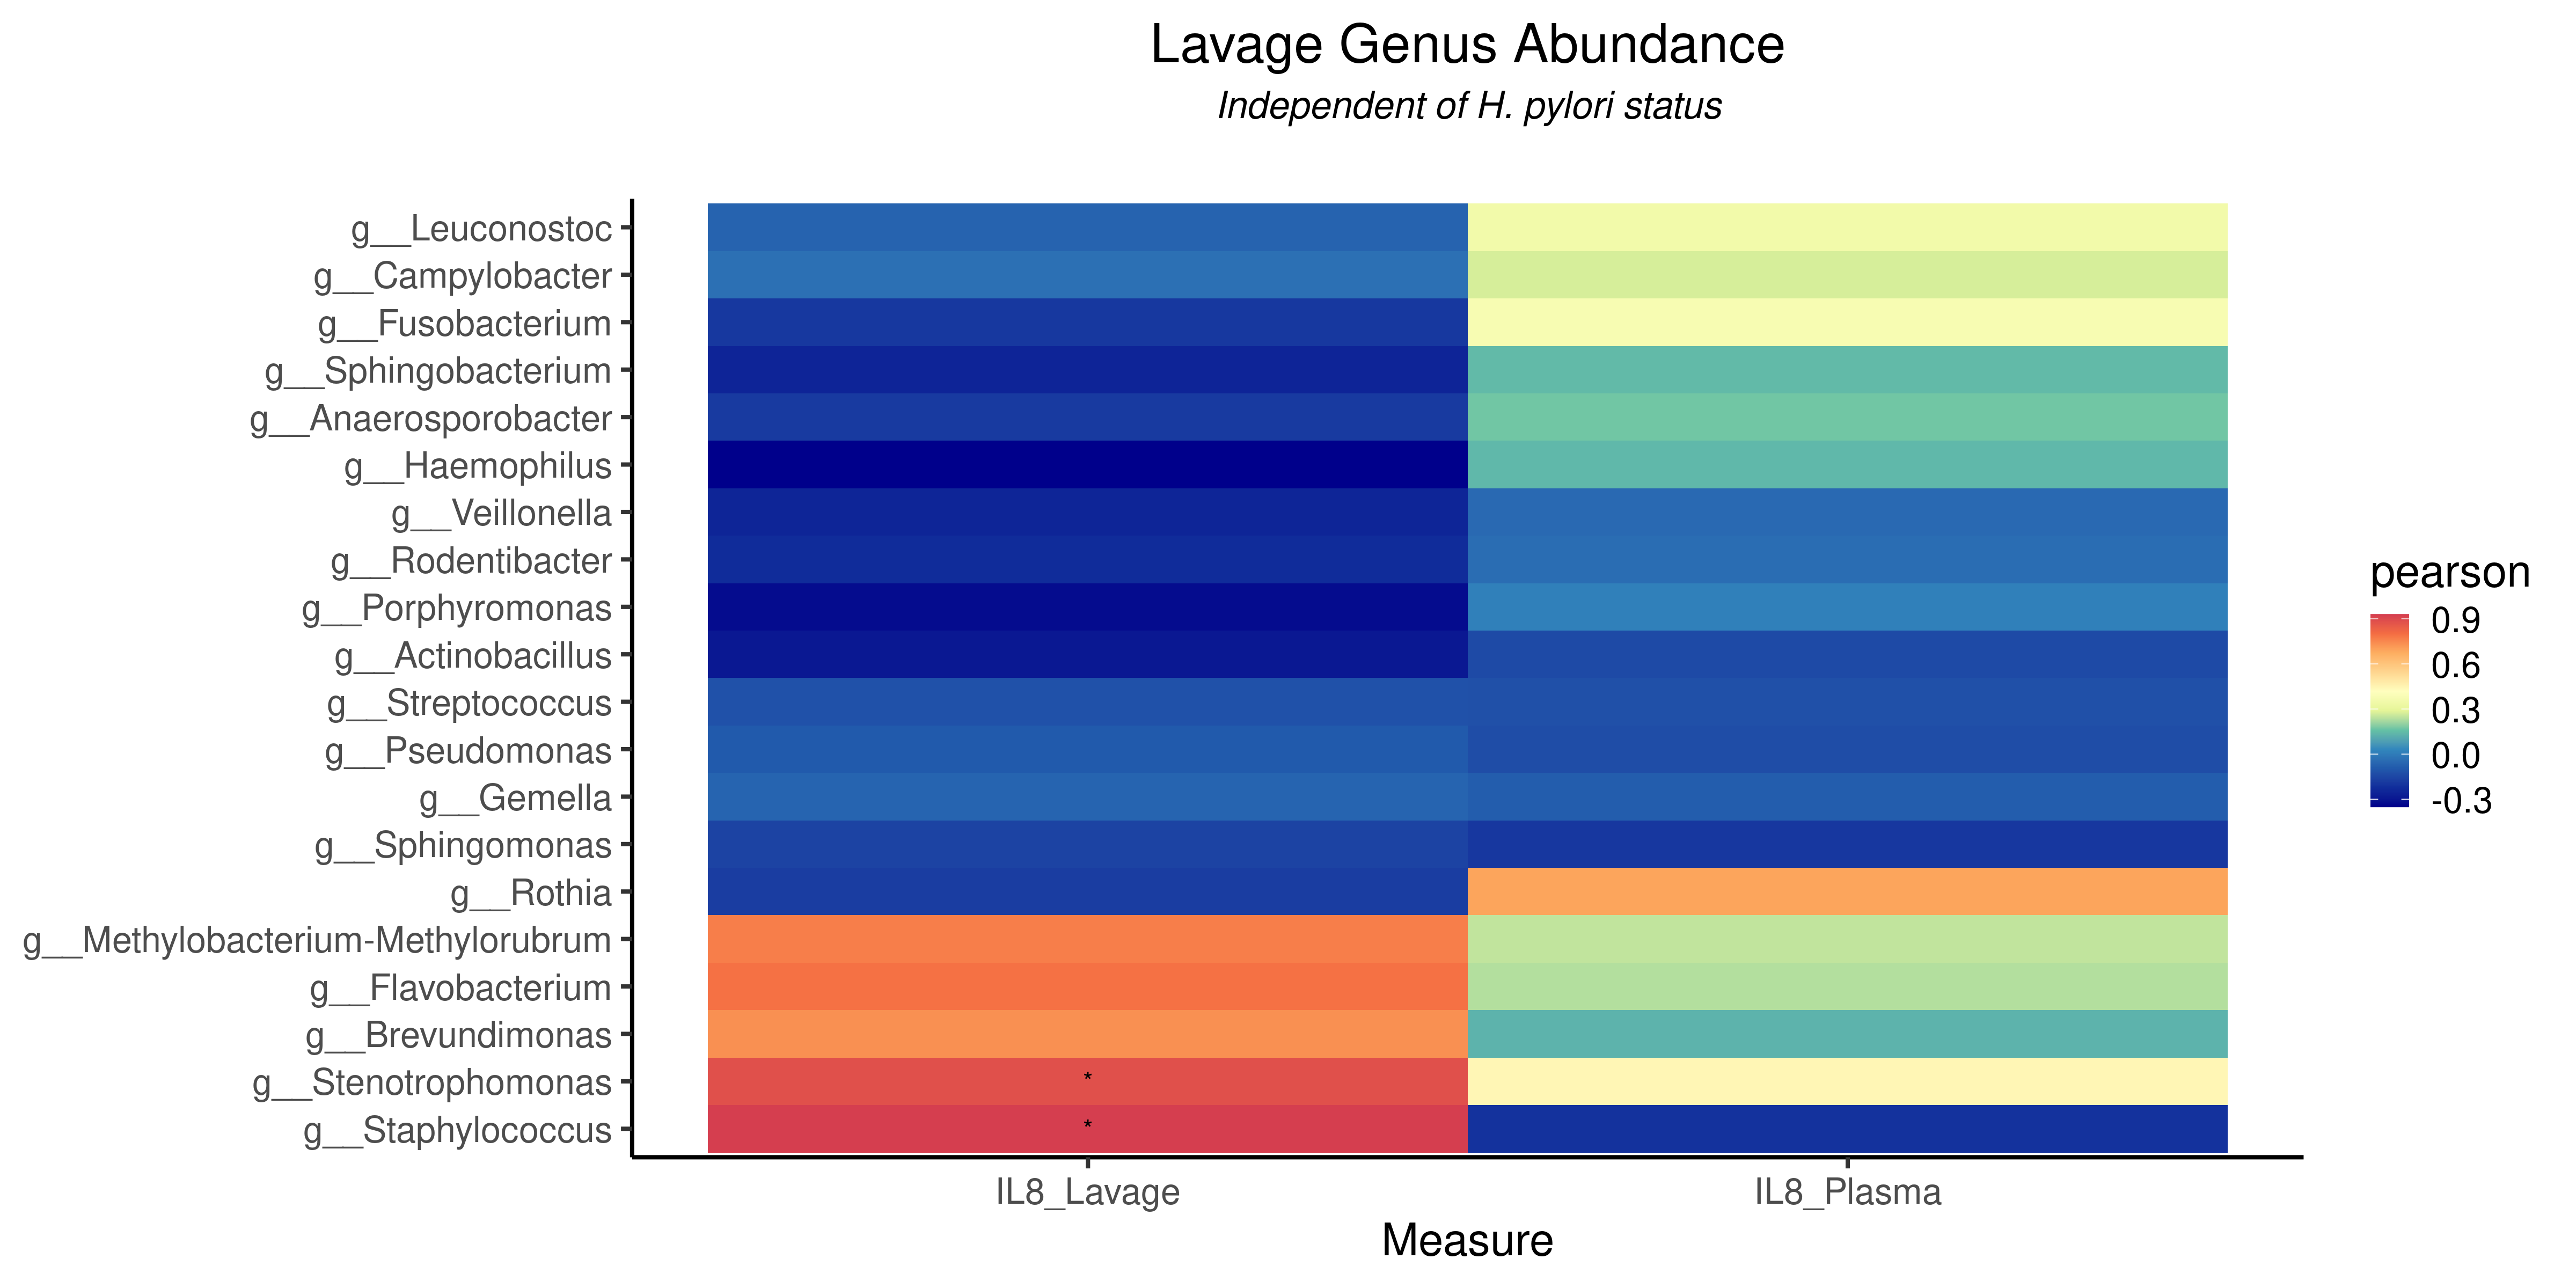 Lavage Genus Abundance
Independent of H. pylori status
g__Leuconostoc
g__Campylobacter
g__Fusobacterium
g__Sphingobacterium
g__Anaerosporobacter
g__Haemophilus
g__Veillonella
g__Rodentibacter
g__Porphyromonas
g__Actinobacillus
g__Streptococcus
g__Pseudomonas
g__Gemella
g__Sphingomonas
g__Rothia
g__Methylobacterium-Methylorubrum
g__Flavobacterium
g__Brevundimonas
g__Stenotrophomonas
*
g__Staphylococcus
*
IL8_Lavage
IL8_Plasma
Measure
pearson
0.9
0.6
0.3
0.0
-0.3